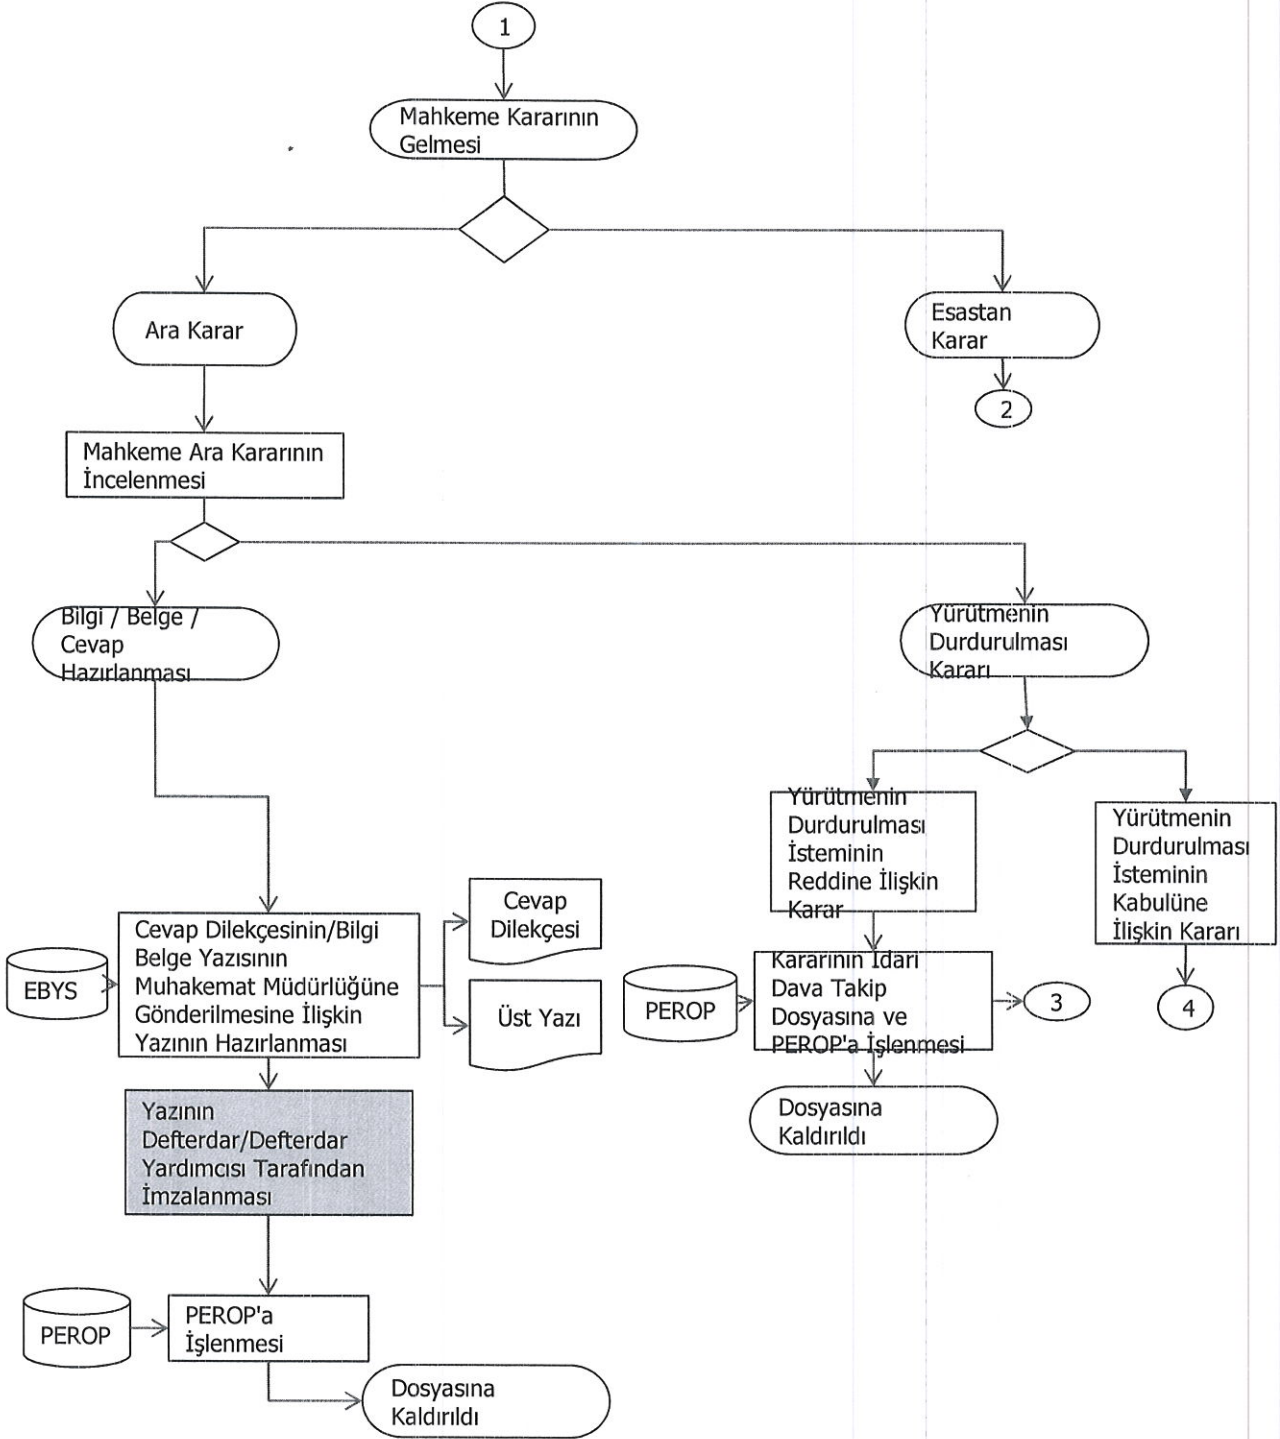 1
Mahkeme Kararının
Gelmesi
Ara Karar
Esastan
Karar
2
Mahkeme Ara Kararının
İncelenmesi
Bilgi / Belge /
Cevap
Hazırlanması
Yürütmenin
Durdurulması
Kararı
Yürütmenin
Durdurulması
İsteminin
Reddine İlişkin
Karar
Yürütmenin
Durdurulması
İsteminin
Kabulüne
İlişkin Kararı
Cevap Dilekçesinin/Bilgi
Belge Yazısının
Muhakemat Müdürlüğüne
Gönderilmesine İlişkin
Yazının Hazırlanması
EBYS
Cevap
Dilekçesi
Üst Yazı
PEROP
Kararının İdari
Dava Takip
Dosyasına ve
PEROP'a İşlenmesi
3
4
Dosyasına
Kaldırıldı
Yazının
Defterdar/Defterdar
Yardımcısı Tarafından
İmzalanması
PEROP
PEROP'a
İşlenmesi
Dosyasına
Kaldırıldı